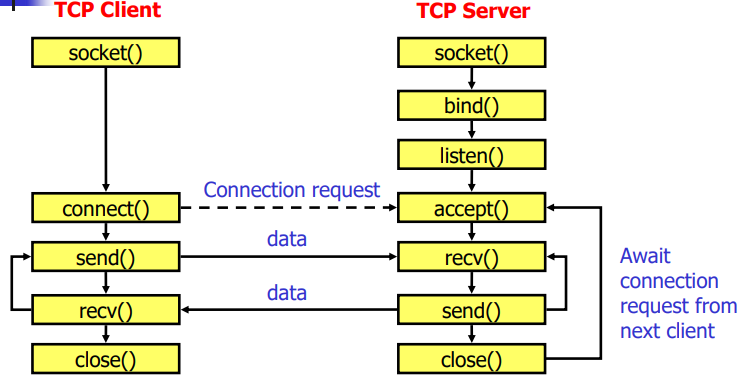 TCP Client
TCP Server
socket()
socket()
bind()
listen()
Connection request
connect()
accept()
data
send()
recv()
Await
connection
request from
next client
data
recv()
send()
close()
close()